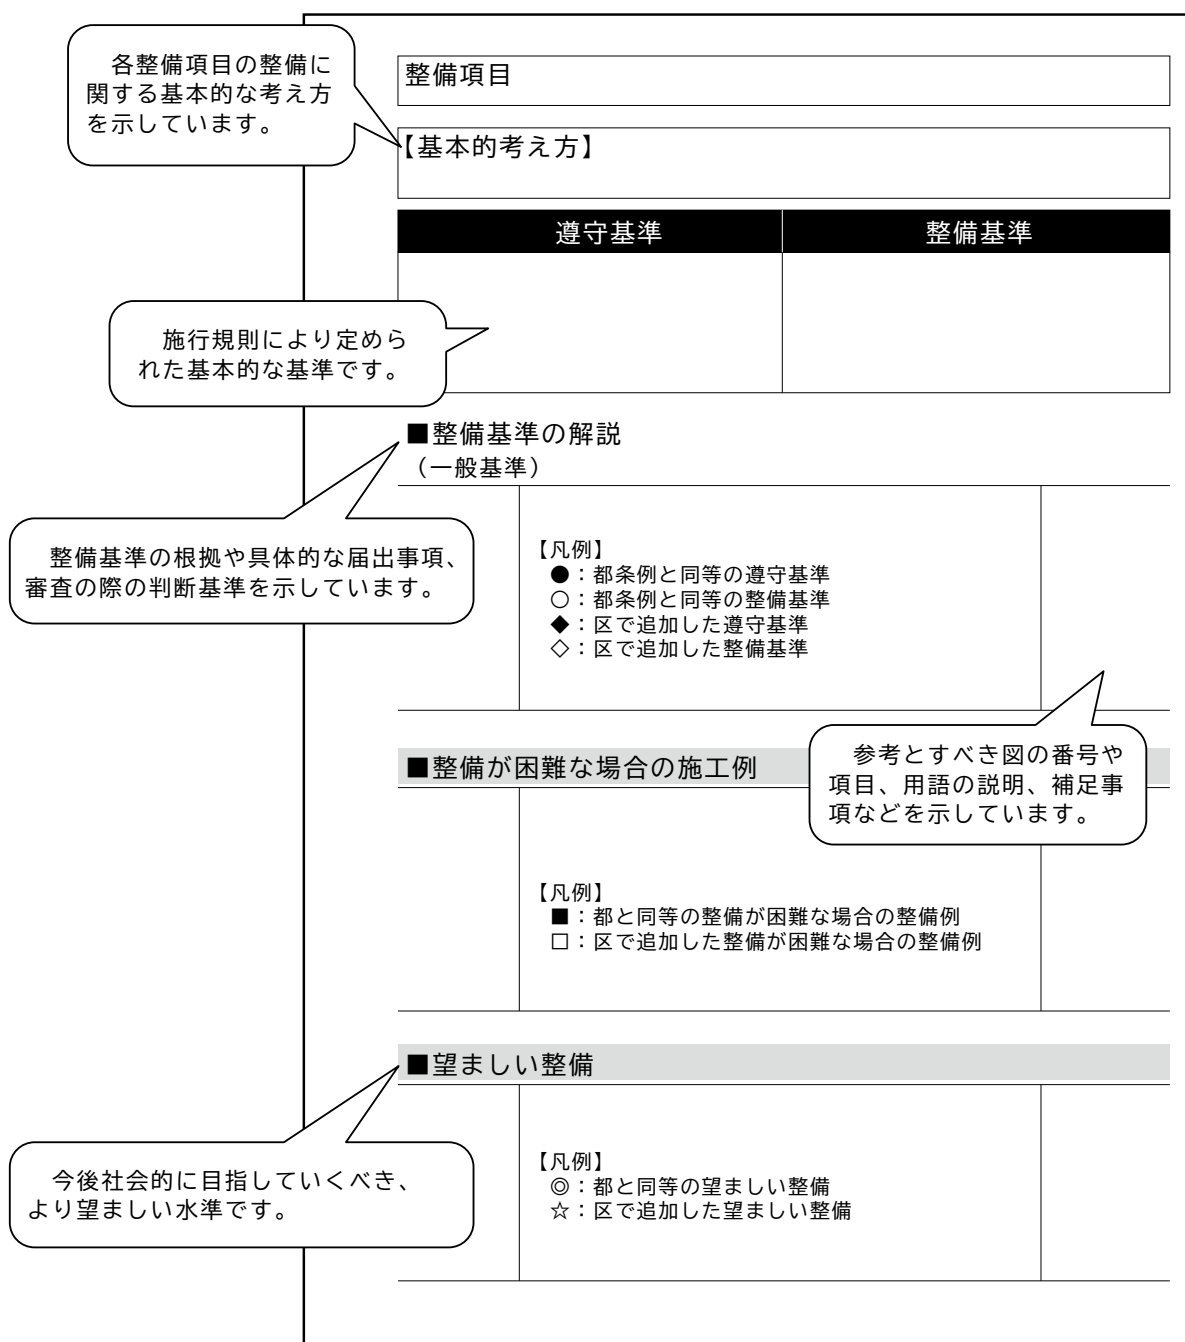 各整備項目の整備に
関する基本的な考え方
を示しています。
整備項目
【基本的考え方】
遵守基準
整備基準
施行規則により定めら
れた基本的な基準です。
■整備基準の解説
（一般基準）
整備基準の根拠や具体的な届出事項、
審査の際の判断基準を示しています。
【凡例】
●：都条例と同等の遵守基準
○：都条例と同等の整備基準
◆：区で追加した遵守基準
◇：区で追加した整備基準
参考とすべき図の番号や
項目、用語の説明、補足事
項などを示しています。
■整備が困難な場合の施工例
【凡例】
■：都と同等の整備が困難な場合の整備例
□：区で追加した整備が困難な場合の整備例
■望ましい整備
今後社会的に目指していくべき、
より望ましい水準です。
【凡例】
◎：都と同等の望ましい整備
☆：区で追加した望ましい整備